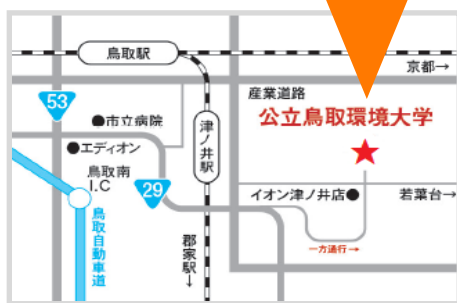 鳥取駅
京都→
産業道路
公立鳥取環境大学
53
●市立病院
●エディオン
津ノ井駅
鳥取南
I.C
29
イオン津ノ井店●
若葉台→
鳥取自動車道
郡家駅↓
一方通行→